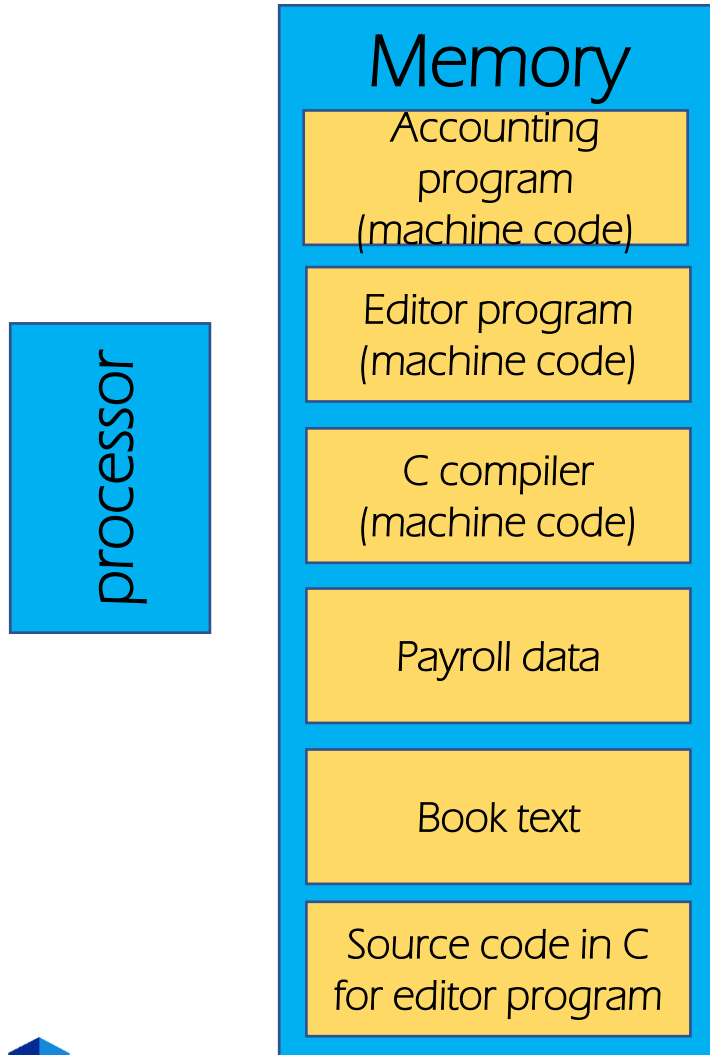 Memory
Accounting
program
(machine code)
Editor program
(machine code)
processor
C compiler
(machine code)
Payroll data
Book text
Source code in C
for editor program